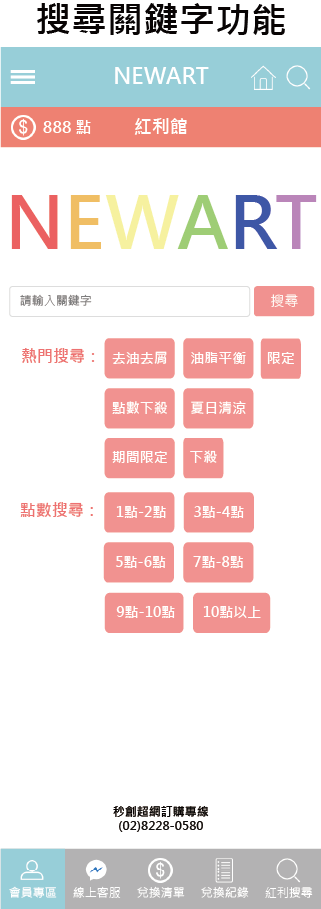 搜尋關鍵字功能
NEWART
888 點 紅利館
NEWART
請輸入關鍵字 搜尋
熱門搜尋： 去油去屑 油脂平衡 限定
點數下殺 夏日清涼
期間限定 下殺
點數搜尋： 1點-2點 3點-4點
5點-6點 7點-8點
9點-10點 10點以上
秒創超網訂購專線
(02)8228-0580
會員專區 線上客服 兌換清單 兌換紀錄 紅利搜尋